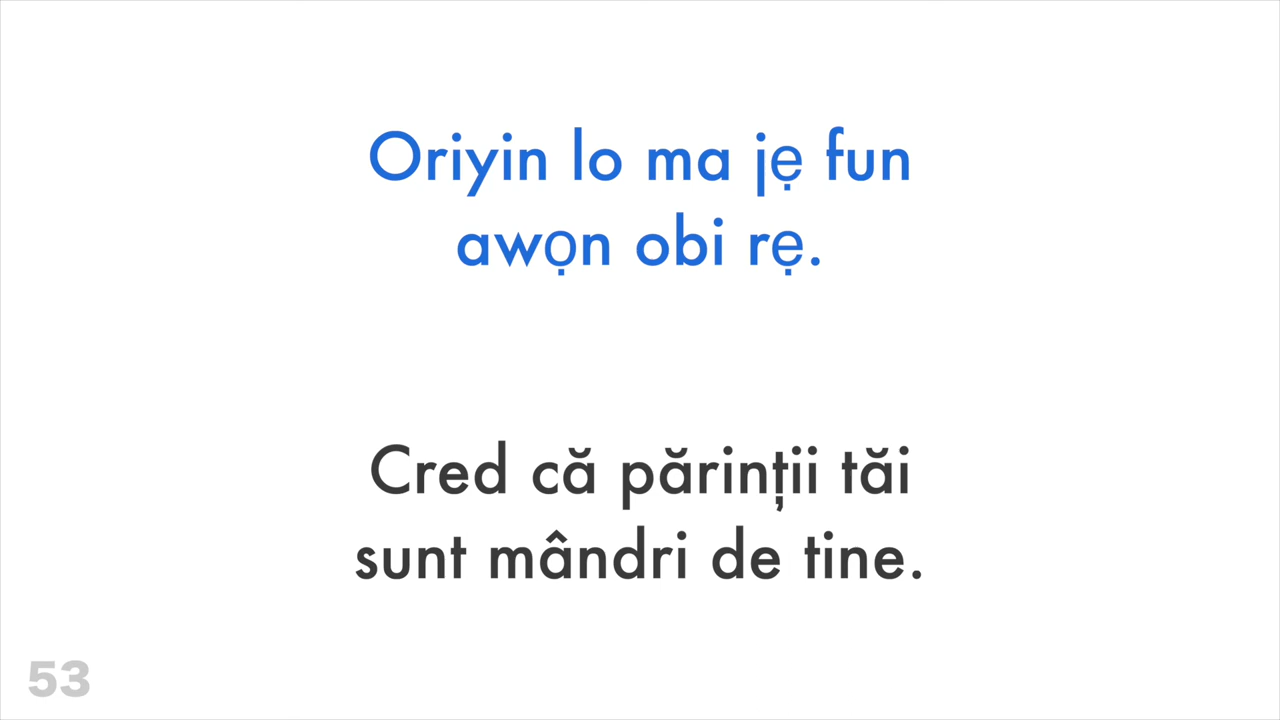 Oriyin lo ma jẹ fun
awọn obi rẹ.
Cred că părinții tăi
sunt mândri de tine.
53